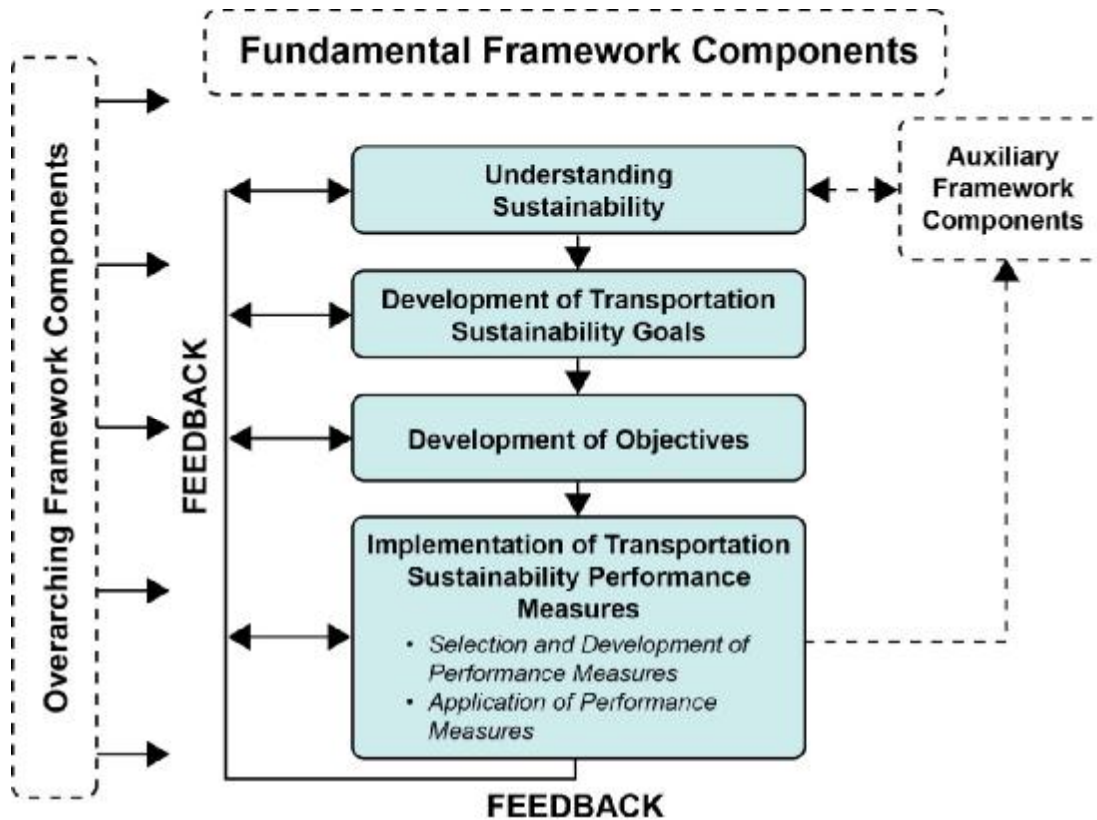 Fundamental Framework Components
Overarching Framework Components
Auxiliary
Framework
Components
Understanding
Sustainability
Development of Transportation
Sustainability Goals
Development of Objectives
Implementation of Transportation
Sustainability Performance
Measures
• Selection and Development of
Performance Measures
• Application of Performance
Measures
FEEDBACK
FEEDBACK